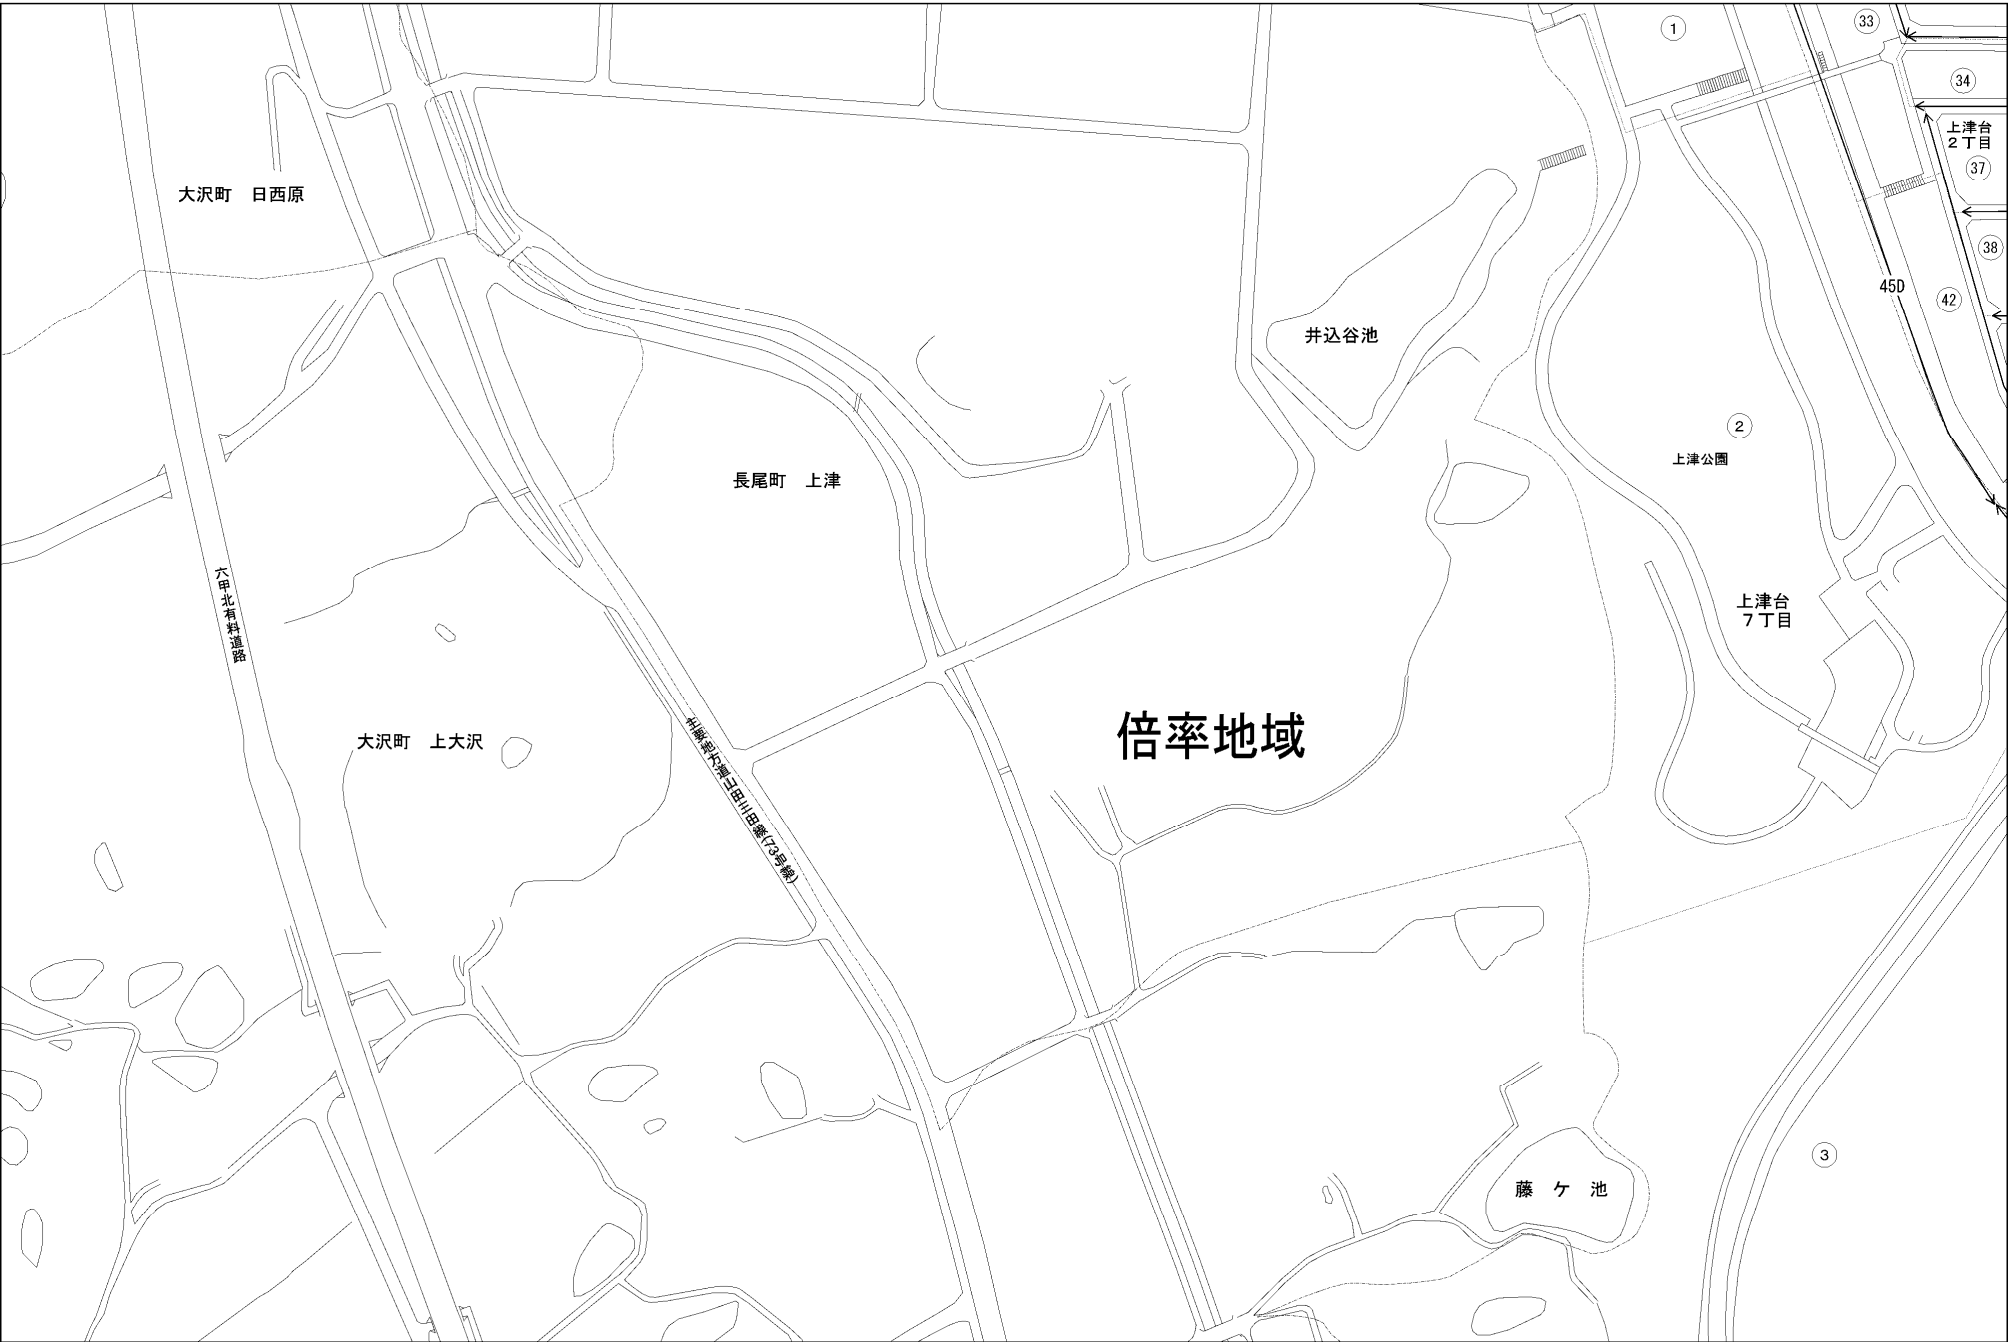 ①
33
34
上津台
2丁目
37
大沢町　日西原
38
45D
42
井込谷池
②
上津公園
長尾町　上津
六甲北有料道路
上津台
7丁目
倍率地域
大沢町　上大沢
主要地方道山田三田線(73号線)
③
藤　ケ　池